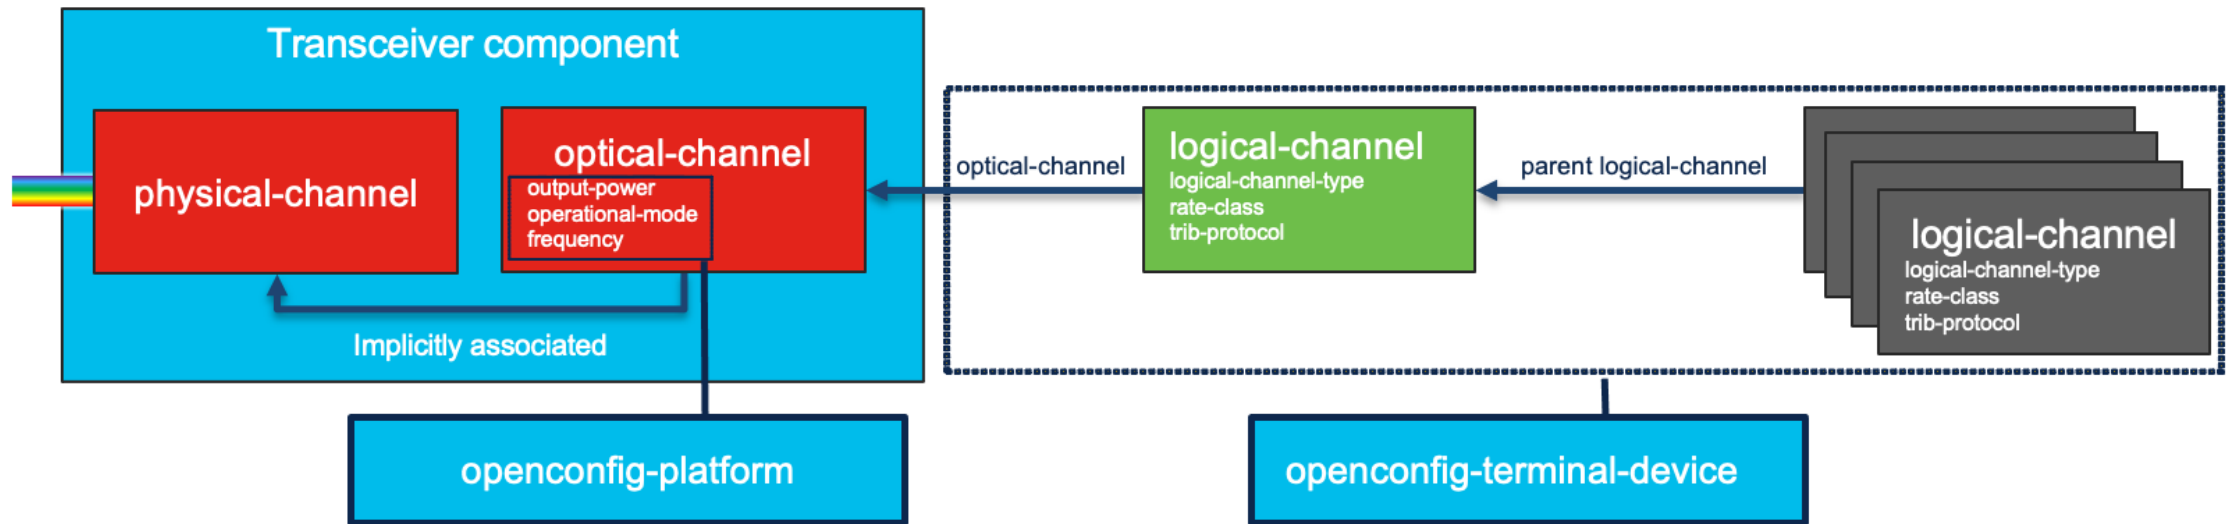 Transceiver component
physical-channel
optical-channel
output-power
operational-mode
frequency
Implicitly associated
optical-channel
logical-channel
logical-channel-type
rate-class
trib-protocol
parent logical-channel
logical-channel
logical-channel-type
rate-class
trib-protocol
openconfig-platform
openconfig-terminal-device